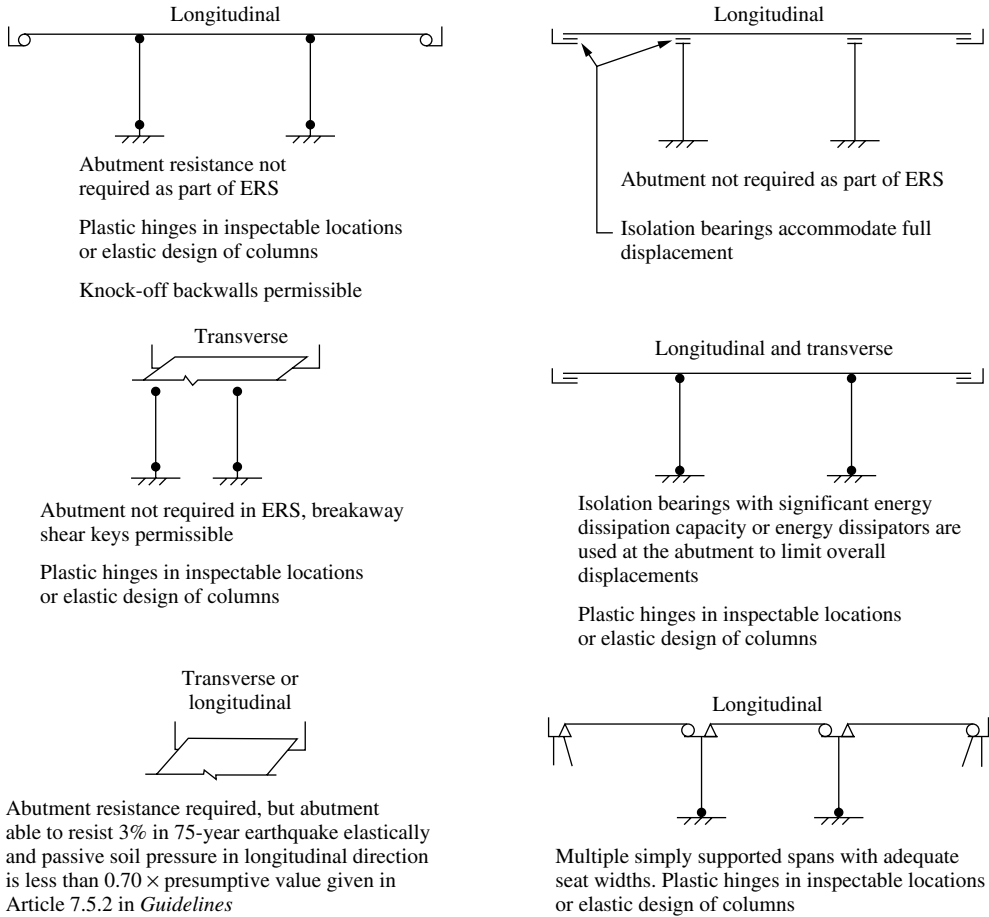 Longitudinal
Abutment resistance not
required as part of ERS
Plastic hinges in inspectable locations
or elastic design of columns
Knock-off backwalls permissible
Longitudinal
Abutment not required as part of ERS
Isolation bearings accommodate full
displacement
Transverse
Abutment not required in ERS, breakaway
shear keys permissible
Plastic hinges in inspectable locations
or elastic design of columns
Longitudinal and transverse
Isolation bearings with significant energy
dissipation capacity or energy dissipators are
used at the abutment to limit overall
displacements
Plastic hinges in inspectable locations
or elastic design of columns
Transverse or
longitudinal
Abutment resistance required, but abutment
able to resist 3% in 75-year earthquake elastically
and passive soil pressure in longitudinal direction
is less than 0.70 × presumptive value given in
Article 7.5.2 in Guidelines
Longitudinal
Multiple simply supported spans with adequate
seat widths. Plastic hinges in inspectable locations
or elastic design of columns